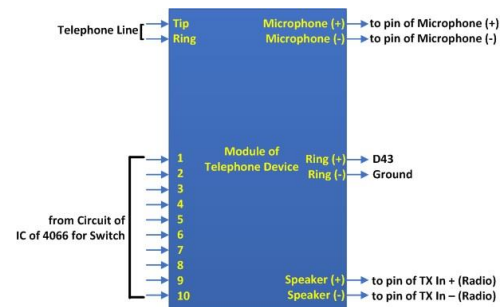 Telephone Line
Tip
Ring
Microphone (+)
Microphone (-)
to pin of Microphone (+)
to pin of Microphone (-)
from Circuit of
IC of 4066 for Switch
1
2
3
4
5
6
7
8
9
10
Module of
Telephone Device
Ring (+)
Ring (-)
D43
Ground
Speaker (+)
Speaker (-)
to pin of TX In + (Radio)
to pin of TX In – (Radio)